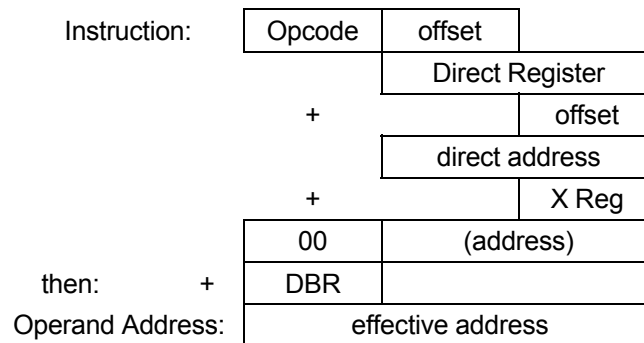 Instruction: Opcode offset
Direct Register
+ offset
direct address
+ X Reg
00 (address)
then: + DBR
Operand Address: effective address